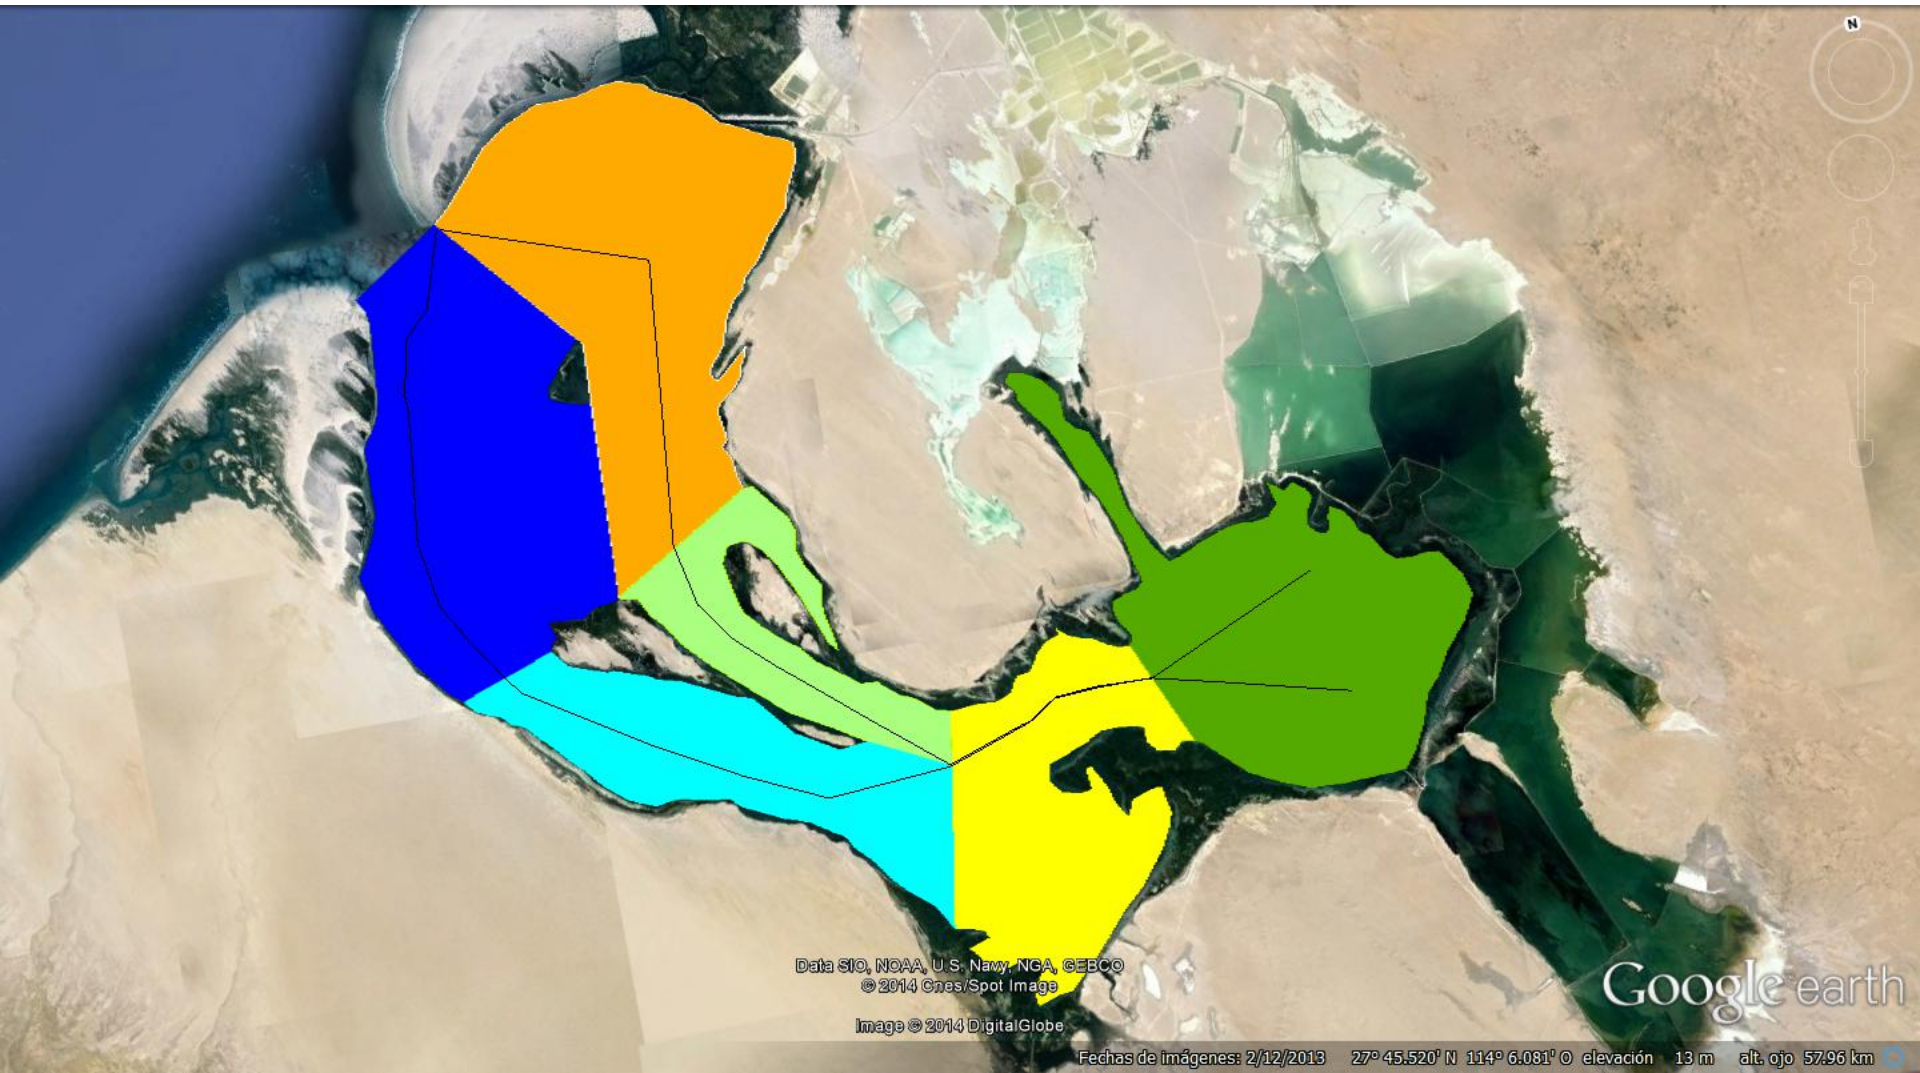 N
Data SIO, NOAA, U.S. Navy, NGA, GEBCO
© 2014 Cnes/Spot Image
Image © 2014 DigitalGlobe
Google earth
Fechas de imágenes: 2/12/2013 27° 45.520' N 114° 6.081' O elevación 13 m alt. ojo 57.96 km